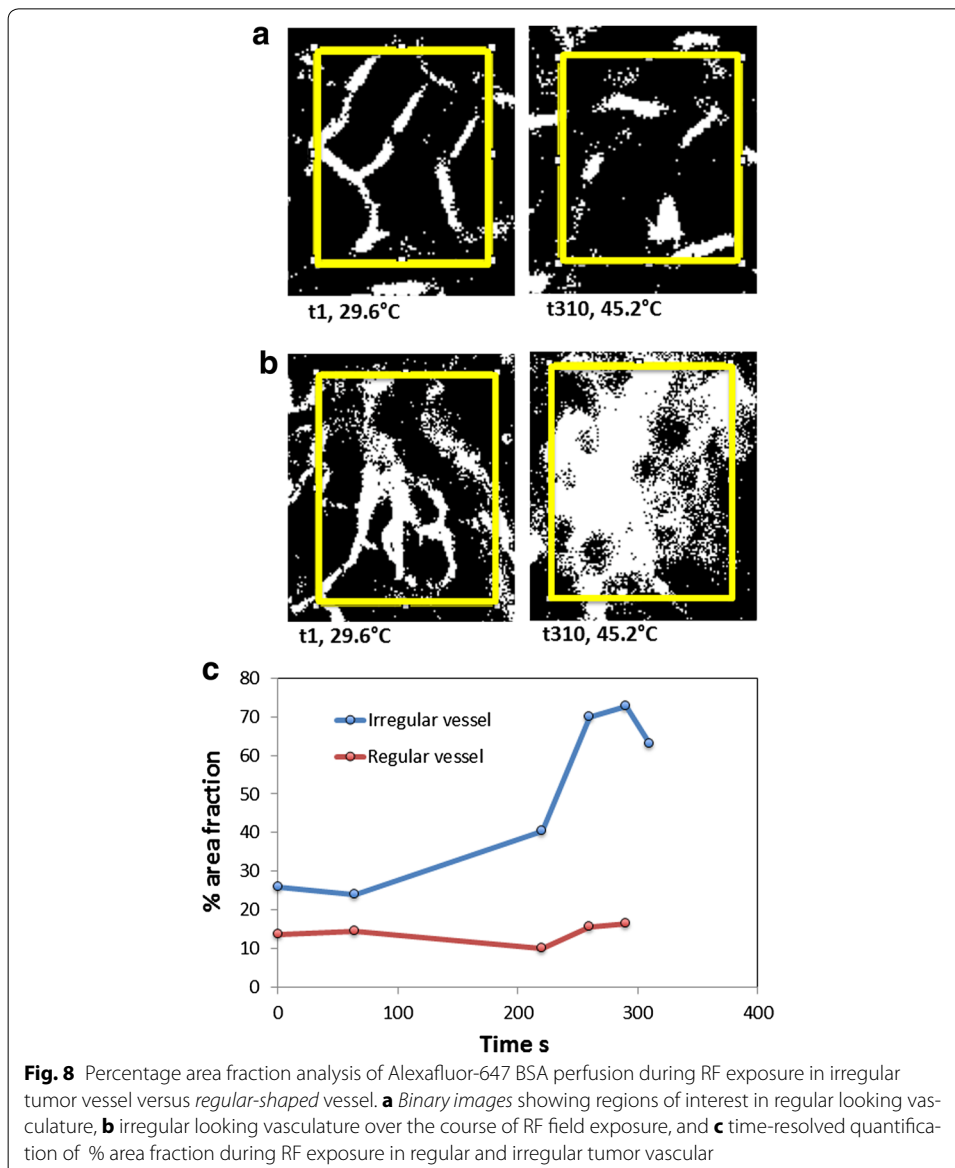 a
t1, 29.6°C
t310, 45.2°C
b
t1, 29.6°C
t310, 45.2°C
c
80
70
60
50
40
30
20
10
0
% area fraction
Irregular vessel
Regular vessel
0
100
200
300
400
Time s
Fig. 8 Percentage area fraction analysis of Alexafluor-647 BSA perfusion during RF exposure in irregular
tumor vessel versus regular-shaped vessel. a Binary images showing regions of interest in regular looking vas-
culature, b irregular looking vasculature over the course of RF field exposure, and c time-resolved quantifica-
tion of % area fraction during RF exposure in regular and irregular tumor vascular